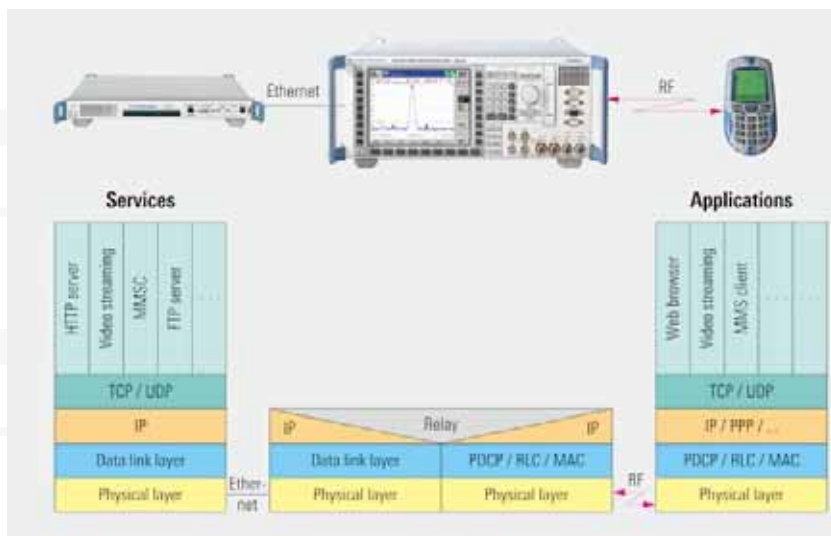 Ethernet
RF
Services
Applications
HTTP server
Video streaming
MMSC
FTP server
. . .
Web browser
Video streaming
MMS client
. . .
. . .
TCP / UDP
TCP / UDP
IP
IP
Relay
IP
IP / PPP / ...
Data link layer
Data link layer
PDCP / RLC / MAC
PDCP / RLC / MAC
Physical layer
Ether-
net
Physical layer
Physical layer
RF
Physical layer